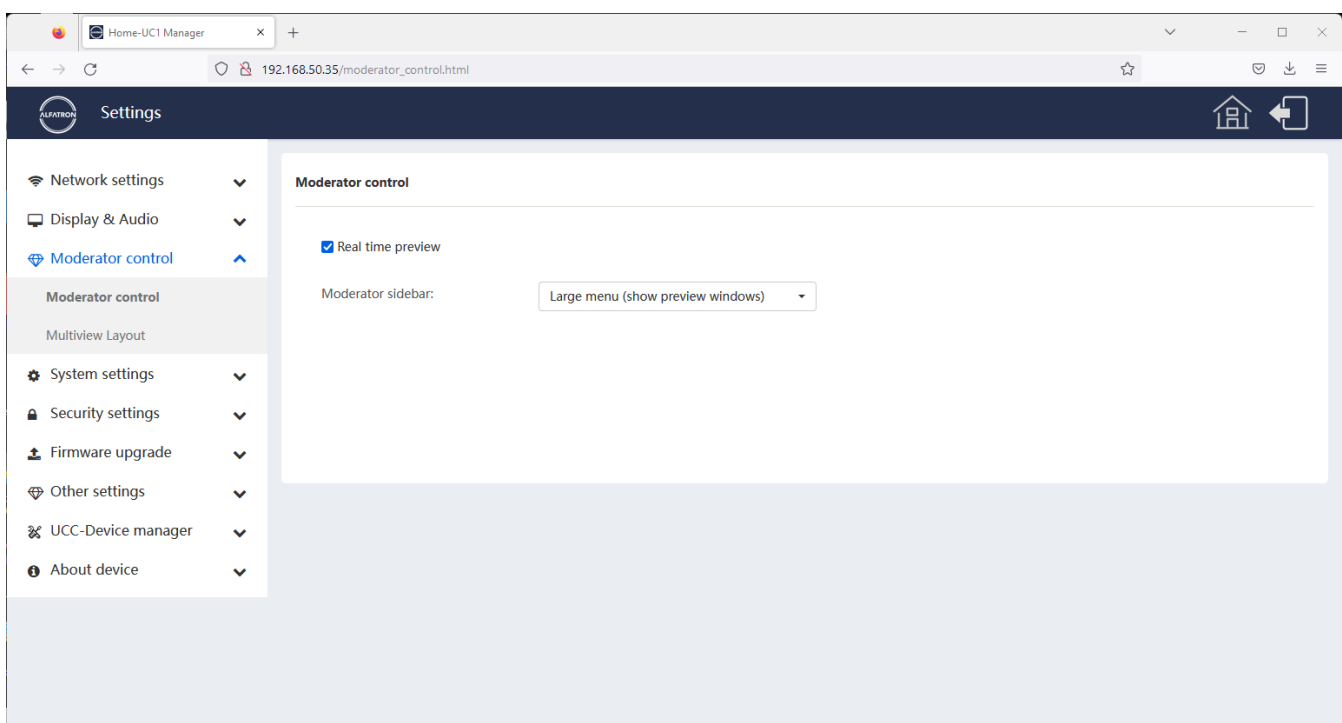 Home-UC1 Manager
192.168.50.35/moderator_control.html
ALFATRON
Settings
Network settings
Display & Audio
Moderator control
Moderator control
Multiview Layout
System settings
Security settings
Firmware upgrade
Other settings
UCC-Device manager
About device
Moderator control
Real time preview
Moderator sidebar:
Large menu (show preview windows)